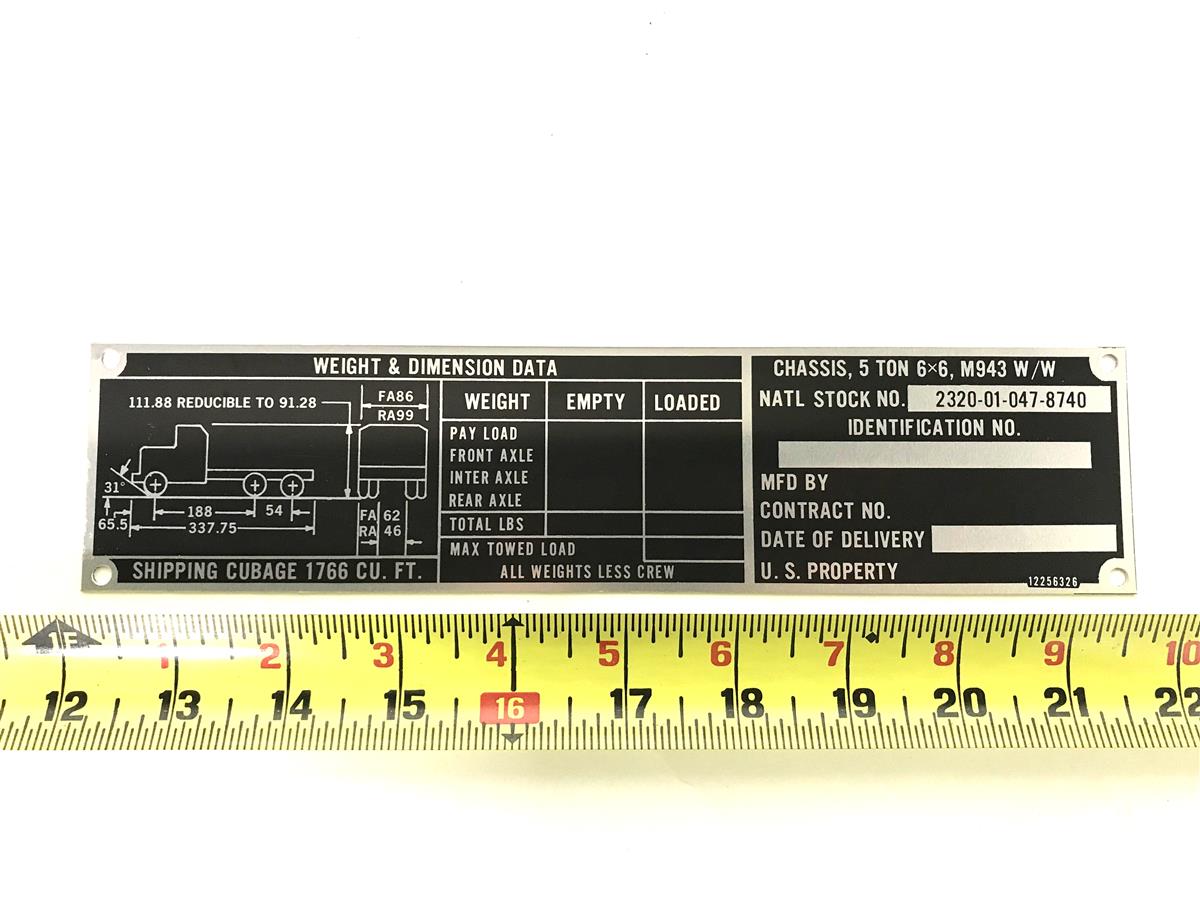 WEIGHT & DIMENSION DATA
111.88 REDUCIBLE TO 91.28
FA86
RA99
31°
188
54
65.5
337.75
FA 62
RA 46
SHIPPING CUBAGE 1766 CU. FT.
WEIGHT EMPTY LOADED
PAY LOAD
FRONT AXLE
INTER AXLE
REAR AXLE
TOTAL LBS
MAX TOWED LOAD
ALL WEIGHTS LESS CREW
CHASSIS, 5 TON 6×6, M943 W/W
NATL STOCK NO. 2320-01-047-8740
IDENTIFICATION NO.
MFD BY
CONTRACT NO.
DATE OF DELIVERY
U. S. PROPERTY
12256326
1F 1 2 3 4 5 6 7 8 9 10
12 13 14 15 16 17 18 19 20 21 22